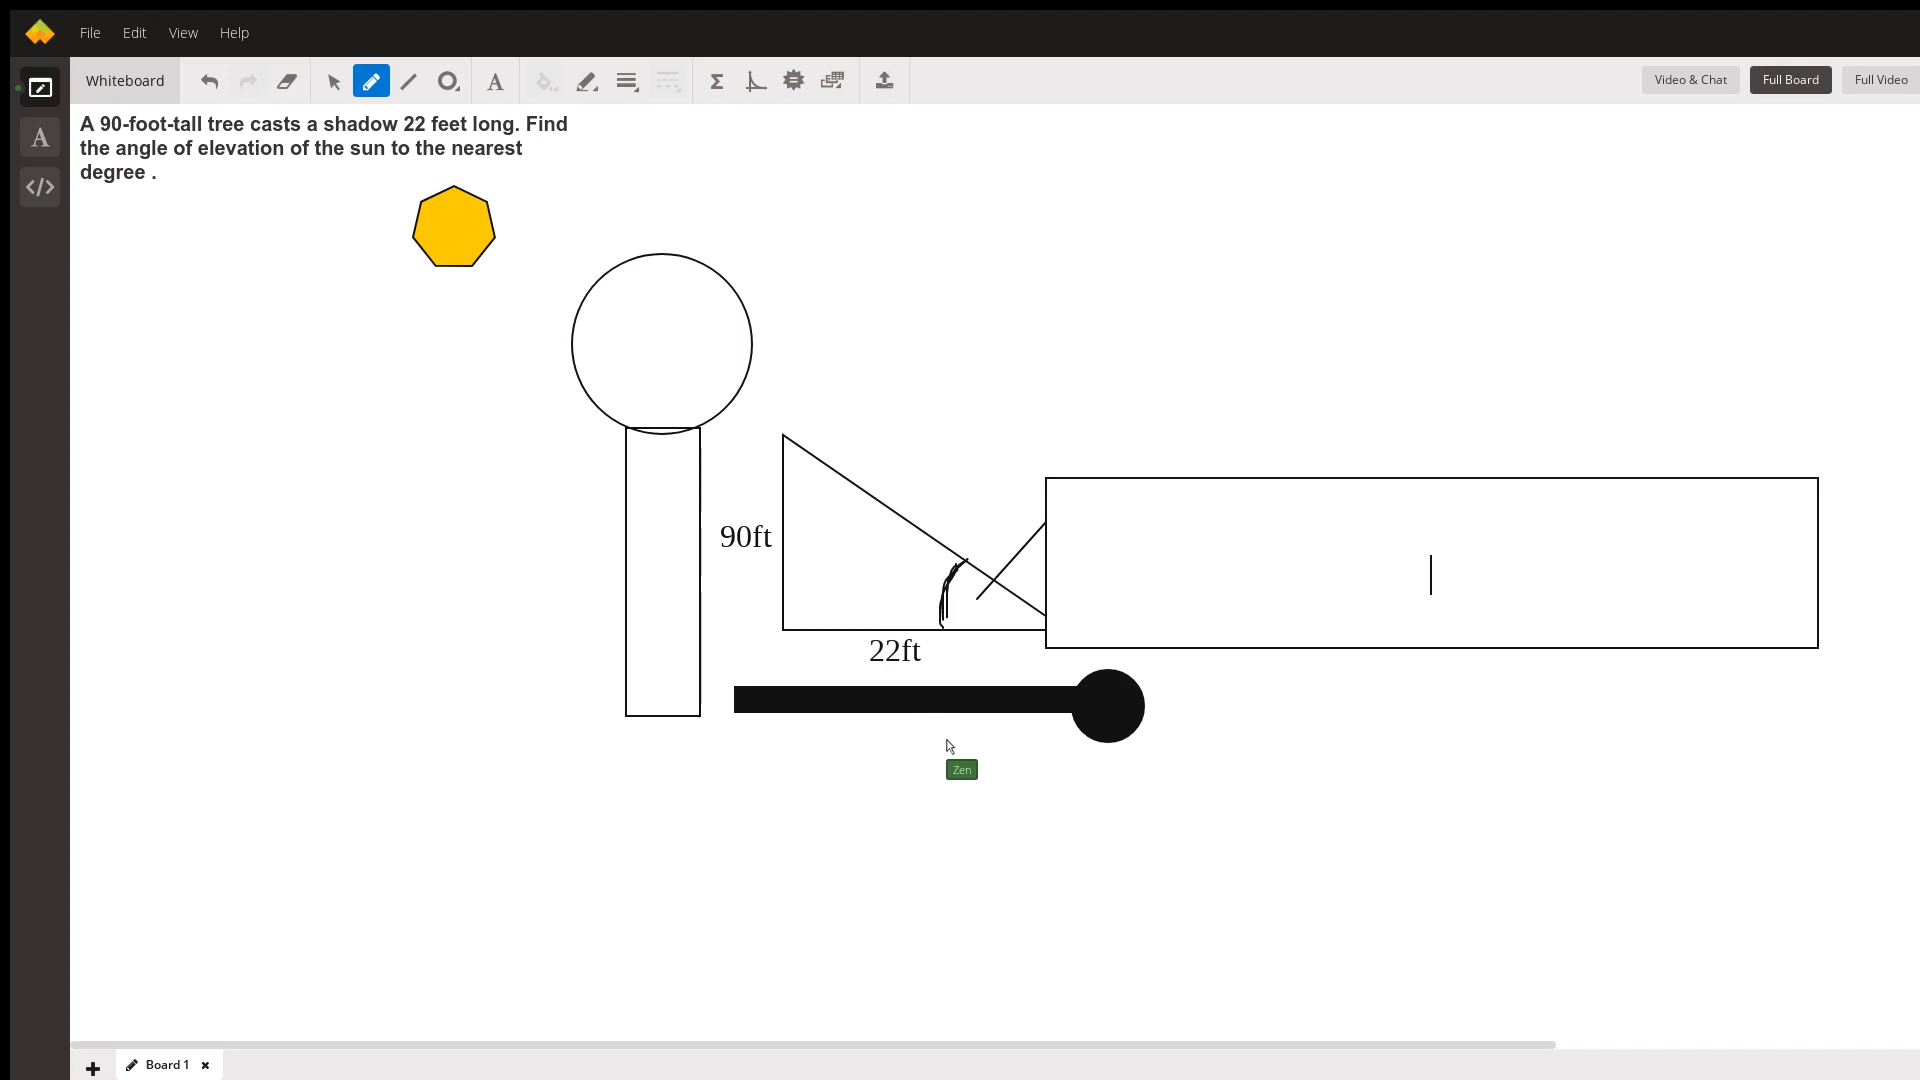 File Edit View Help
Whiteboard A Σ Video & Chat Full Board Full Video
A
</>
A 90-foot-tall tree casts a shadow 22 feet long. Find
the angle of elevation of the sun to the nearest
degree .
90ft
22ft
Zen
Board 1